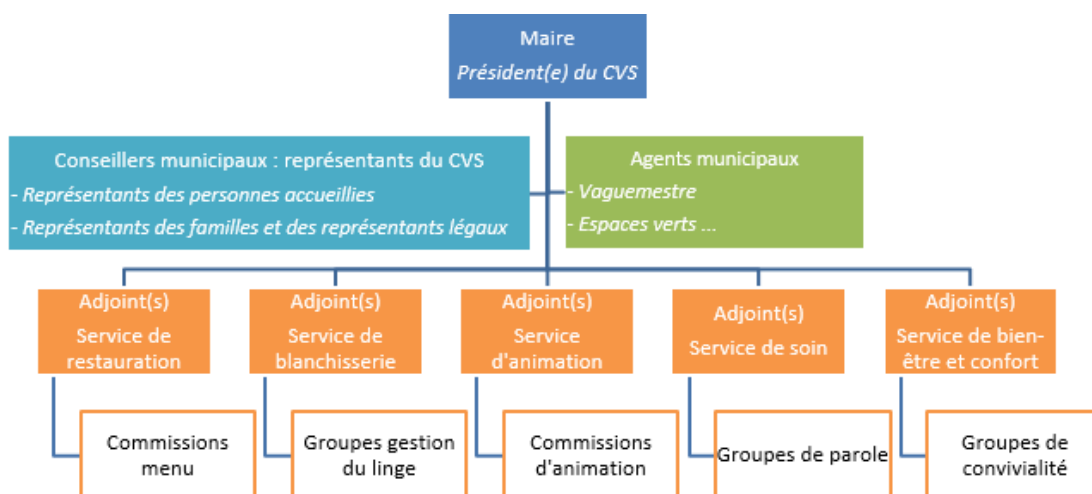 Maire
Président(e) du CVS
Conseillers municipaux : représentants du CVS
- Représentants des personnes accueillies
- Représentants des familles et des représentants légaux
Agents municipaux
- Vaguemestre
- Espaces verts ...
Adjoint(s)
Service de
restauration
Adjoint(s)
Service de
blanchisserie
Adjoint(s)
Service
d'animation
Adjoint(s)
Service de soin
Adjoint(s)
Service de bien-
être et confort
Commissions
menu
Groupes gestion
du linge
Commissions
d'animation
Groupes de parole
Groupes de
convivialité